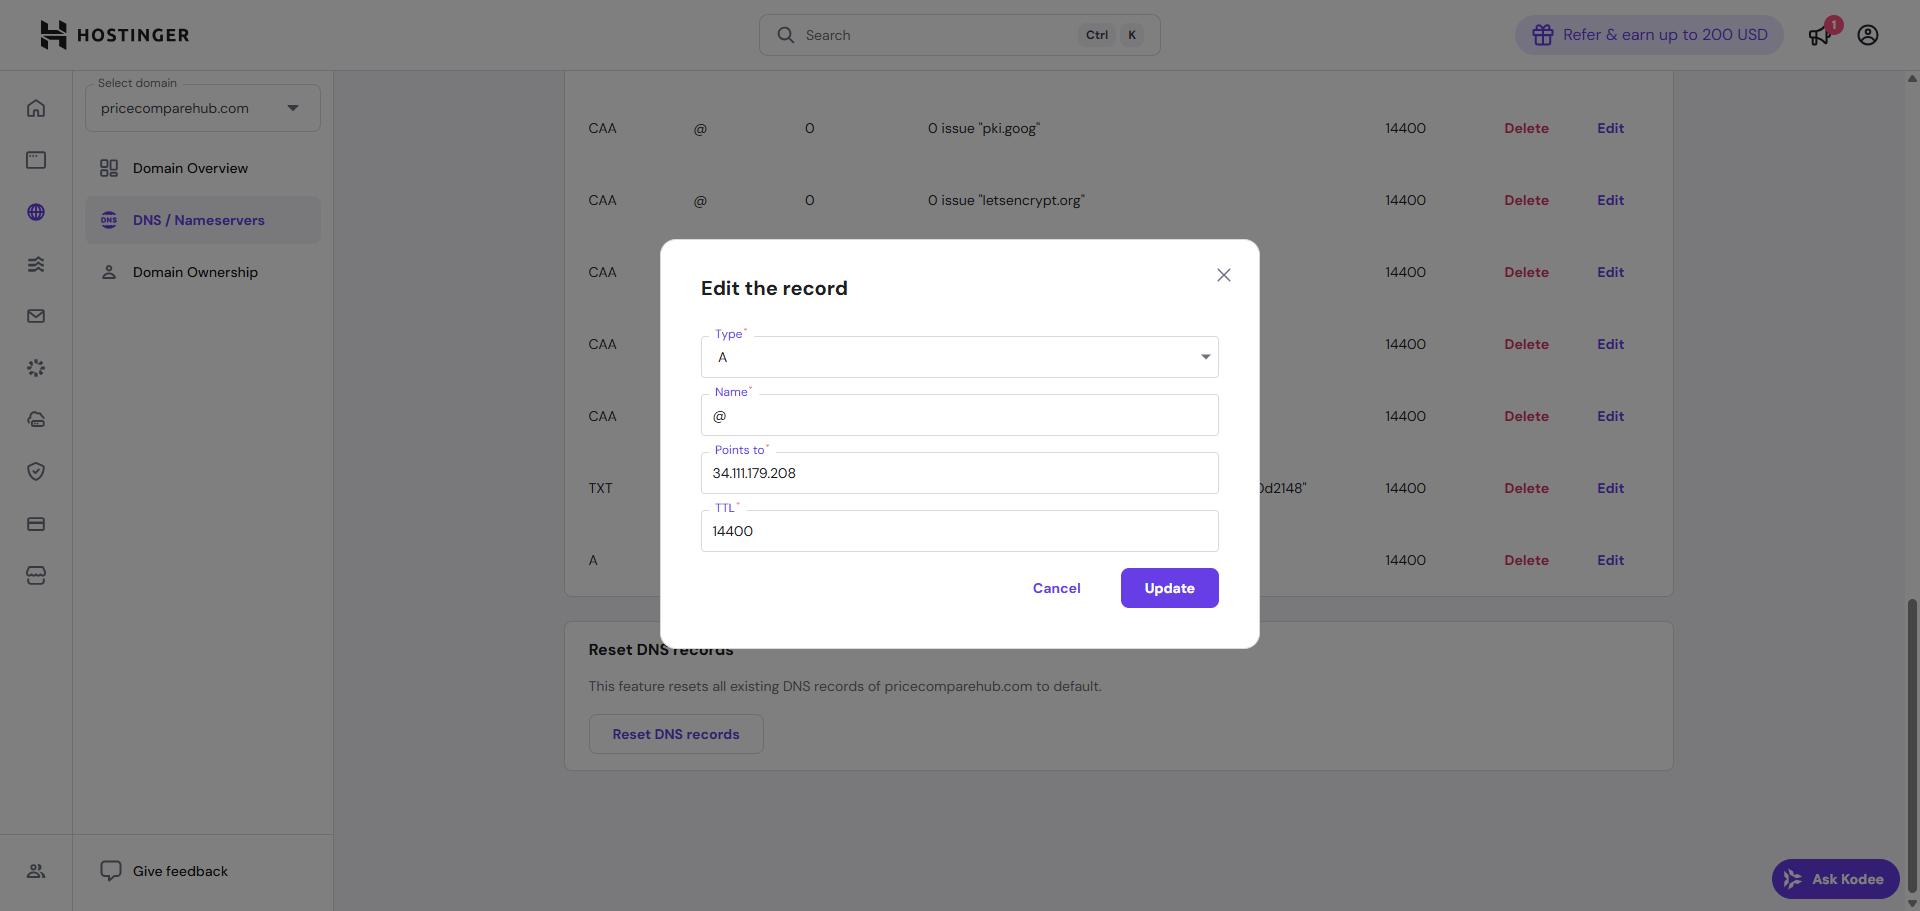 HOSTINGER
Search
Ctrl
K
Refer & earn up to 200 USD
1
Select domain
pricecomparehub.com
Domain Overview
DNS / Nameservers
Domain Ownership
CAA @ 0 0 issue "pki.goog" 14400 Delete Edit
CAA @ 0 0 issue "letsencrypt.org" 14400 Delete Edit
CAA 14400 Delete Edit
CAA 14400 Delete Edit
CAA 14400 Delete Edit
TXT 0d2148" 14400 Delete Edit
A 14400 Delete Edit
Edit the record
Type*
A
Name*
@
Points to*
34.111.179.208
TTL*
14400
Cancel
Update
Reset DNS records
This feature resets all existing DNS records of pricecomparehub.com to default.
Reset DNS records
Give feedback
Ask Kodee